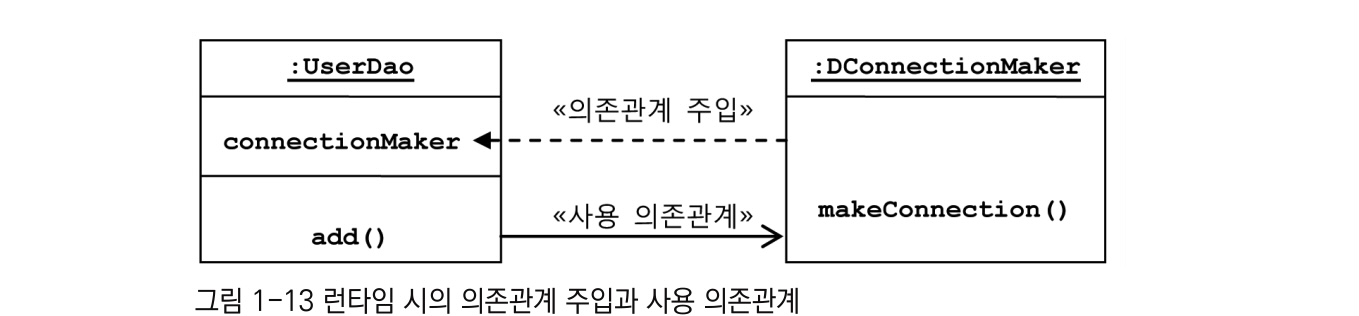 :UserDao
:DConnectionMaker
«의존관계 주입»
connectionMaker
makeConnection()
«사용 의존관계»
add()
그림 1-13 런타임 시의 의존관계 주입과 사용 의존관계